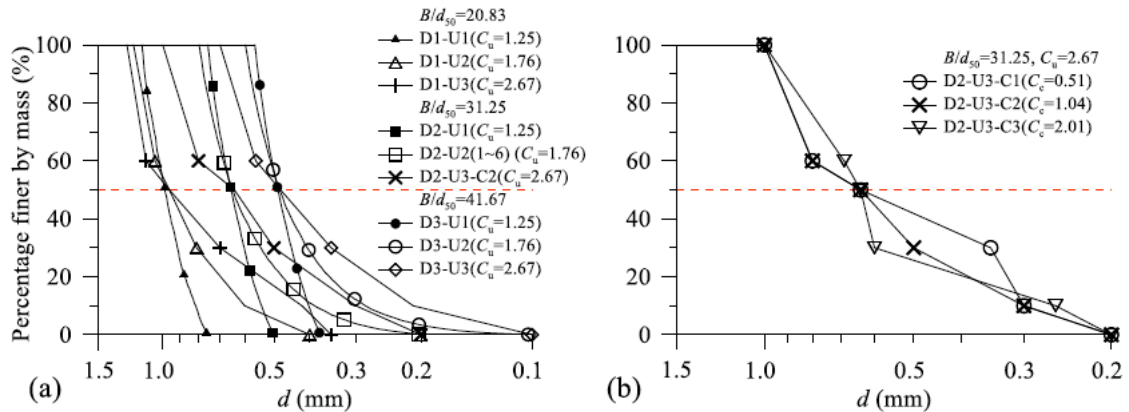 B/d50=20.83
D1-U1(Cu=1.25)
D1-U2(Cu=1.76)
D1-U3(Cu=2.67)
B/d50=31.25
D2-U1(Cu=1.25)
D2-U2(1~6) (Cu=1.76)
D2-U3-C2(Cu=2.67)
B/d50=41.67
D3-U1(Cu=1.25)
D3-U2(Cu=1.76)
D3-U3(Cu=2.67)
Percentage finer by mass (%)
100
80
60
40
20
0
1.5 1.0 0.5 0.3 0.2 0.1
(a) d (mm)
B/d50=31.25, Cu=2.67
D2-U3-C1(Cc=0.51)
D2-U3-C2(Cc=1.04)
D2-U3-C3(Cc=2.01)
100
80
60
40
20
0
1.5 1.0 0.5 0.3 0.2
(b) d (mm)